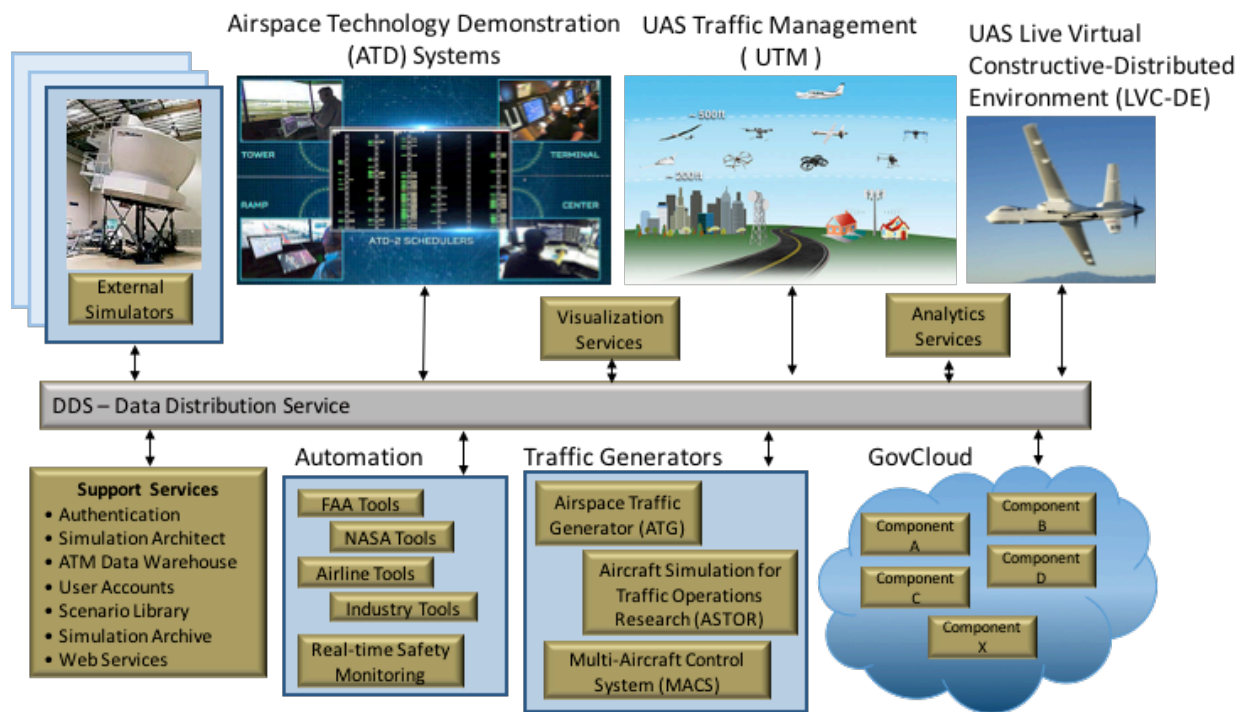 Airspace Technology Demonstration
(ATD) Systems
UAS Traffic Management
( UTM )
UAS Live Virtual
Constructive-Distributed
Environment (LVC-DE)
TOWER
TERMINAL
RAMP
CENTER
ATD-2 SCHEDULERS
~ 500ft
~ 200ft
External
Simulators
Visualization
Services
Analytics
Services
DDS – Data Distribution Service
Support Services
• Authentication
• Simulation Architect
• ATM Data Warehouse
• User Accounts
• Scenario Library
• Simulation Archive
• Web Services
Automation
FAA Tools
NASA Tools
Airline Tools
Industry Tools
Real-time Safety
Monitoring
Traffic Generators
Airspace Traffic
Generator (ATG)
Aircraft Simulation for
Traffic Operations
Research (ASTOR)
Multi-Aircraft Control
System (MACS)
GovCloud
Component
A
Component
B
Component
C
Component
D
Component
X